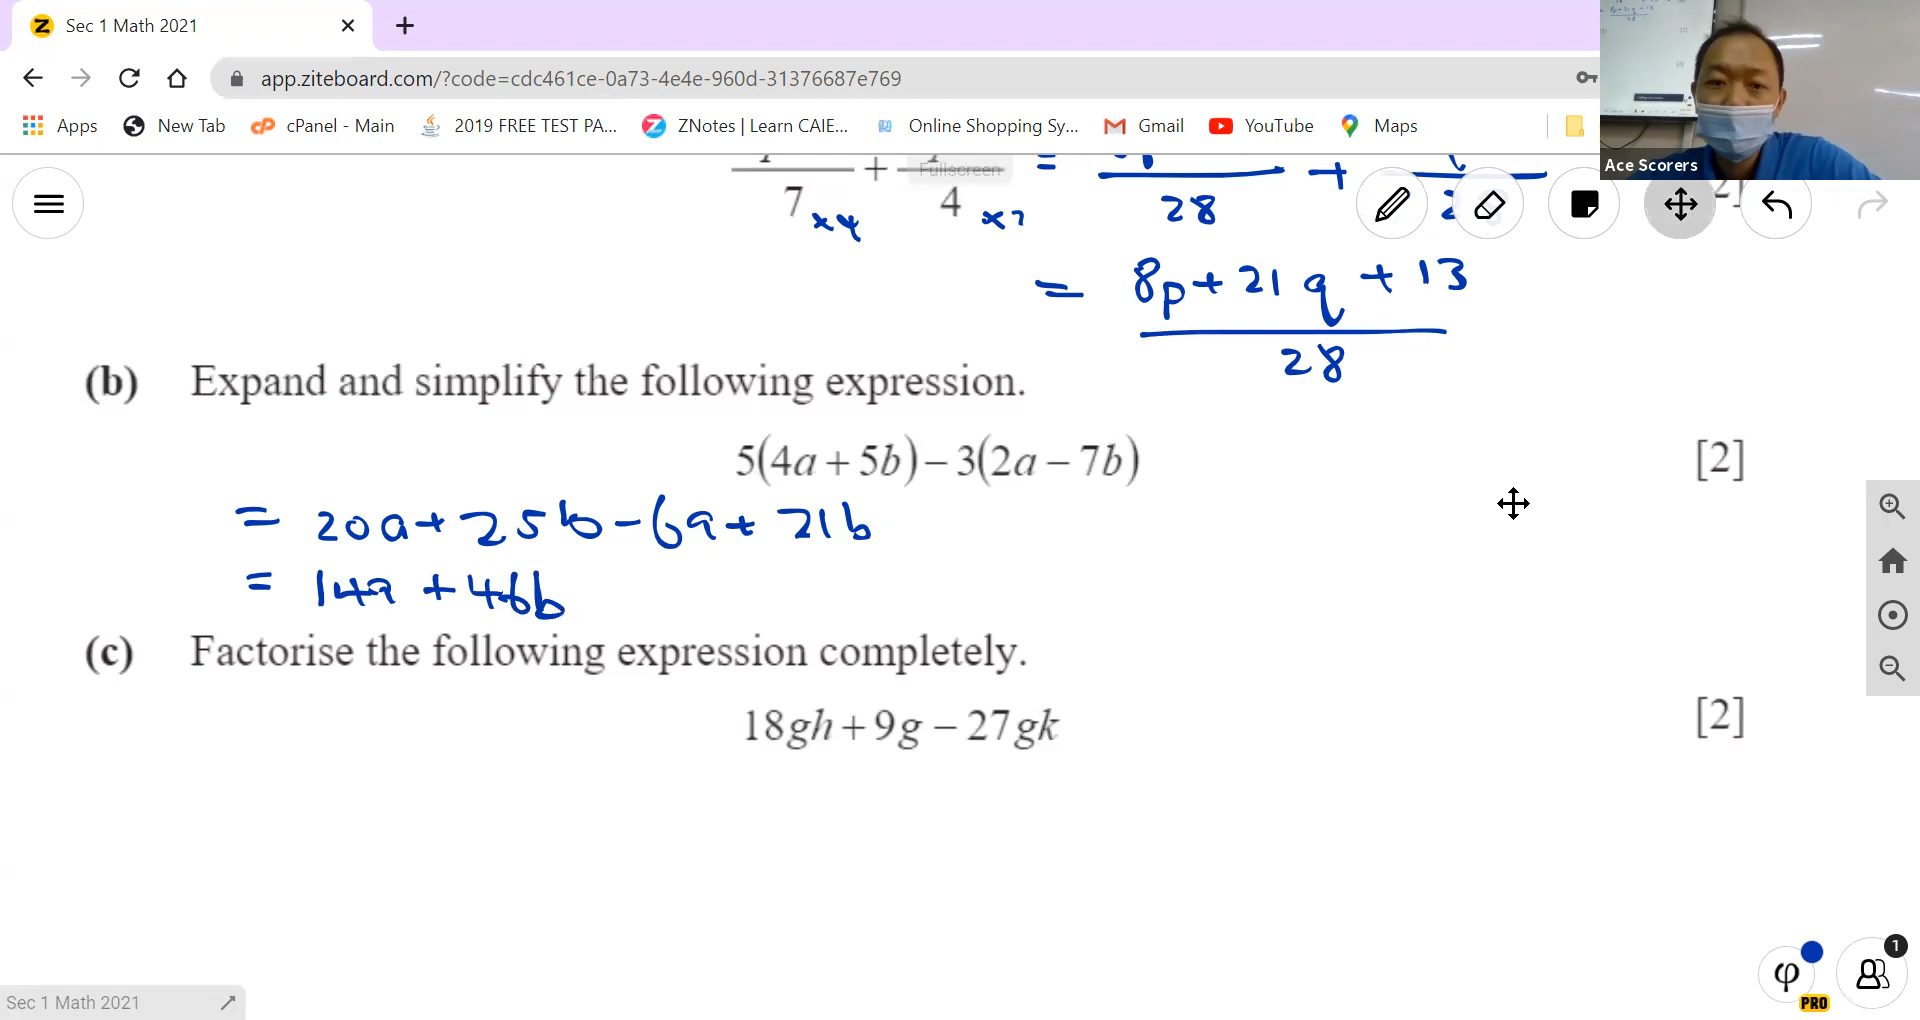 Sec 1 Math 2021
app.ziteboard.com/?code=cdc461ce-0a73-4e4e-960d-31376687e769
Apps New Tab cPanel - Main 2019 FREE TEST PA... ZNotes | Learn CAIE... Online Shopping Sy... Gmail YouTube Maps
Ace Scorers
+ =  +
Fullscreen
7 ×4 4 ×7 28
= 8p + 21q + 13
28
(b) Expand and simplify the following expression.
5(4a + 5b) − 3(2a − 7b) [2]
= 20a + 25b - 6a + 21b
= 14a + 46b
(c) Factorise the following expression completely.
18gh + 9g − 27gk [2]
1
φ PRO
Sec 1 Math 2021